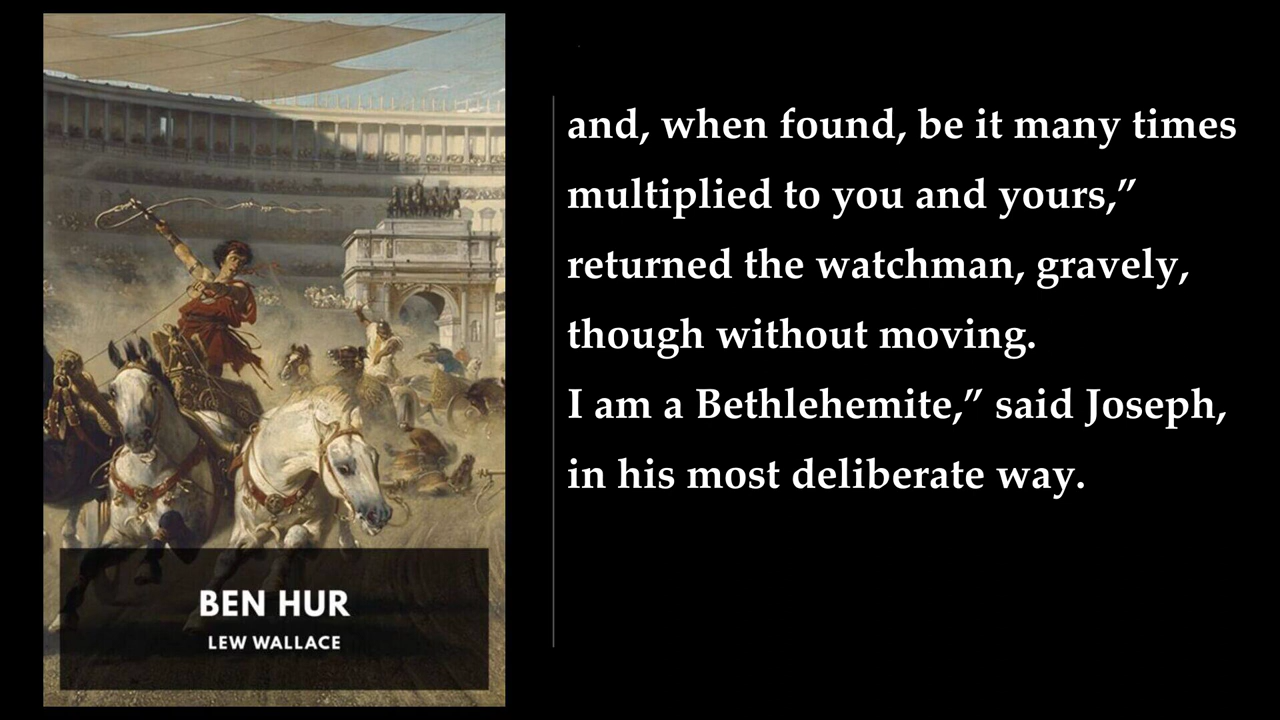 BEN HUR
LEW WALLACE
and, when found, be it many times
multiplied to you and yours,”
returned the watchman, gravely,
though without moving.
I am a Bethlehemite,” said Joseph,
in his most deliberate way.